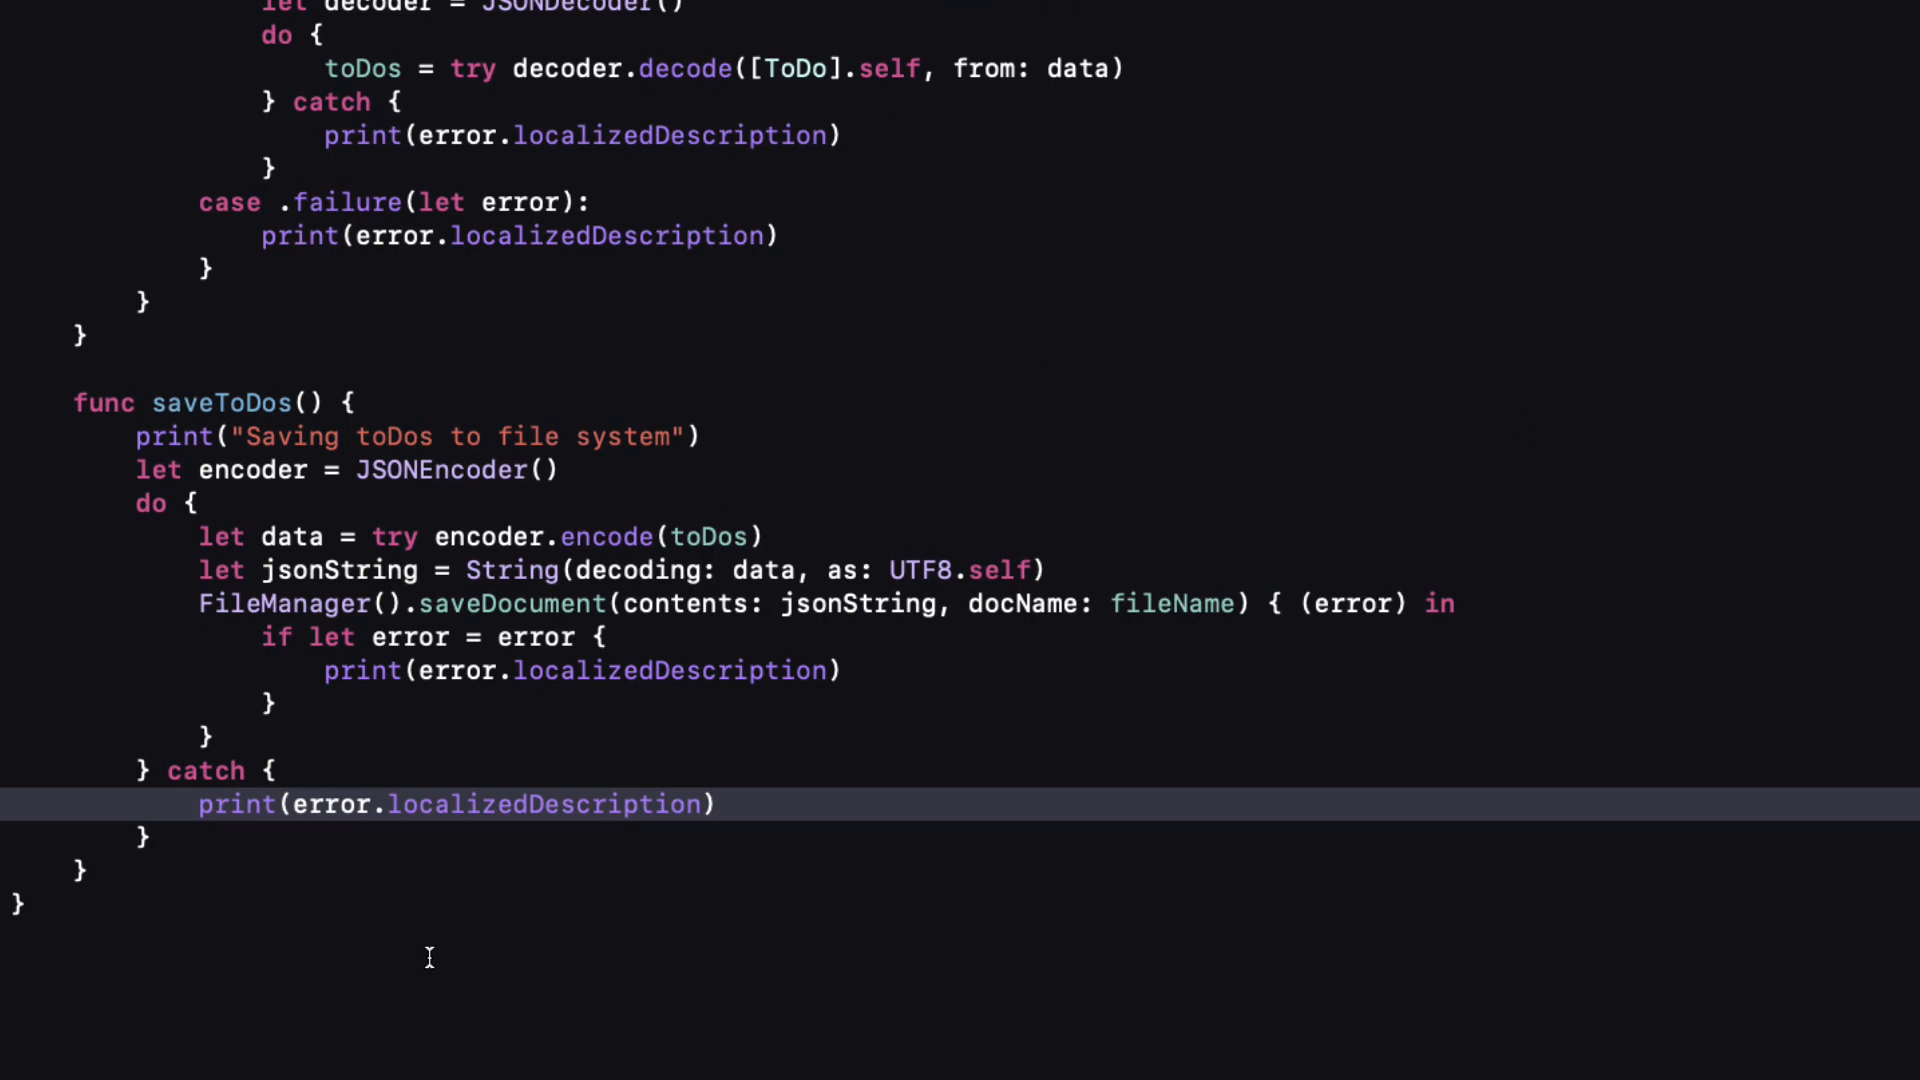 let decoder = JSONDecoder()
do {
toDos = try decoder.decode([ToDo].self, from: data)
} catch {
print(error.localizedDescription)
}
case .failure(let error):
print(error.localizedDescription)
}
}
}
func saveToDos() {
print("Saving toDos to file system")
let encoder = JSONEncoder()
do {
let data = try encoder.encode(toDos)
let jsonString = String(decoding: data, as: UTF8.self)
FileManager().saveDocument(contents: jsonString, docName: fileName) { (error) in
if let error = error {
print(error.localizedDescription)
}
}
} catch {
print(error.localizedDescription)
}
}
}